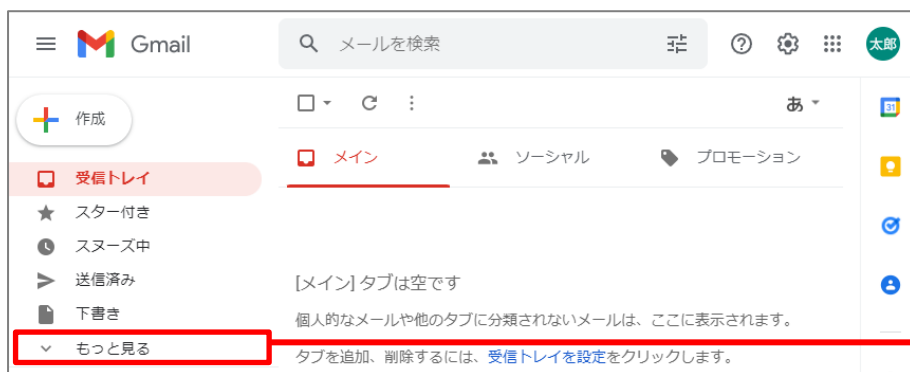 Gmail
メールを検索
太郎
作成
あ
31
メイン
ソーシャル
プロモーション
受信トレイ
スター付き
スヌーズ中
送信済み
下書き
もっと見る
[メイン] タブは空です
個人的なメールや他のタブに分類されないメールは、ここに表示されます。
タブを追加、削除するには、受信トレイを設定をクリックします。